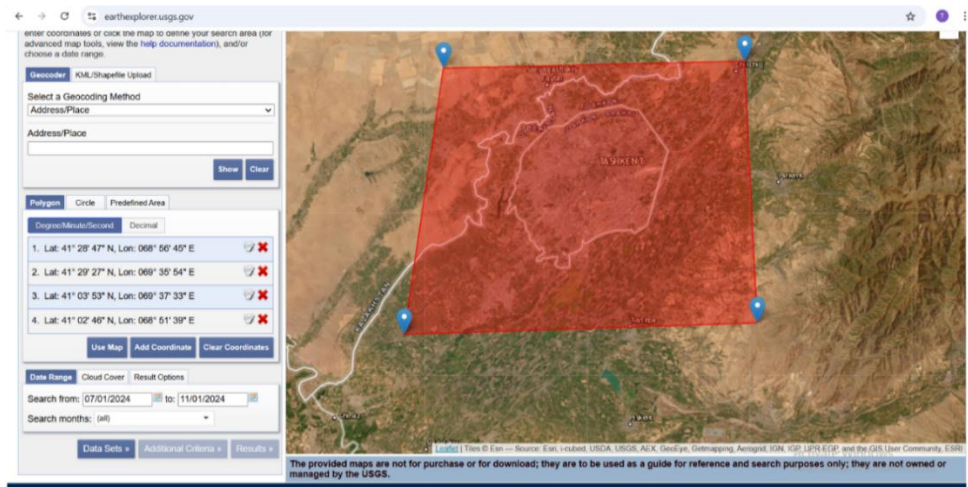 earthexplorer.usgs.gov
enter coordinates or click the map to define your search area (for
advanced map tools, view the help documentation), and/or
choose a date range.
Geocoder KML/Shapefile Upload
Select a Geocoding Method
Address/Place
Address/Place
Show Clear
Polygon Circle Predefined Area
Degree/Minute/Second Decimal
1. Lat: 41° 28' 47" N, Lon: 068° 56' 45" E
2. Lat: 41° 29' 27" N, Lon: 069° 35' 54" E
3. Lat: 41° 03' 53" N, Lon: 069° 37' 33" E
4. Lat: 41° 02' 46" N, Lon: 068° 51' 39" E
Use Map Add Coordinate Clear Coordinates
Date Range Cloud Cover Result Options
Search from: 07/01/2024 to: 11/01/2024
Search months: (all)
Data Sets » Additional Criteria » Results »
TASHKENT
KAZAKHSTAN
Leaflet | Tiles © Esri — Source: Esri, i-cubed, USDA, USGS, AEX, GeoEye, Getmapping, Aerogrid, IGN, IGP, UPR-EGP, and the GIS User Community, ESRI
The provided maps are not for purchase or for download; they are to be used as a guide for reference and search purposes only; they are not owned or
managed by the USGS.